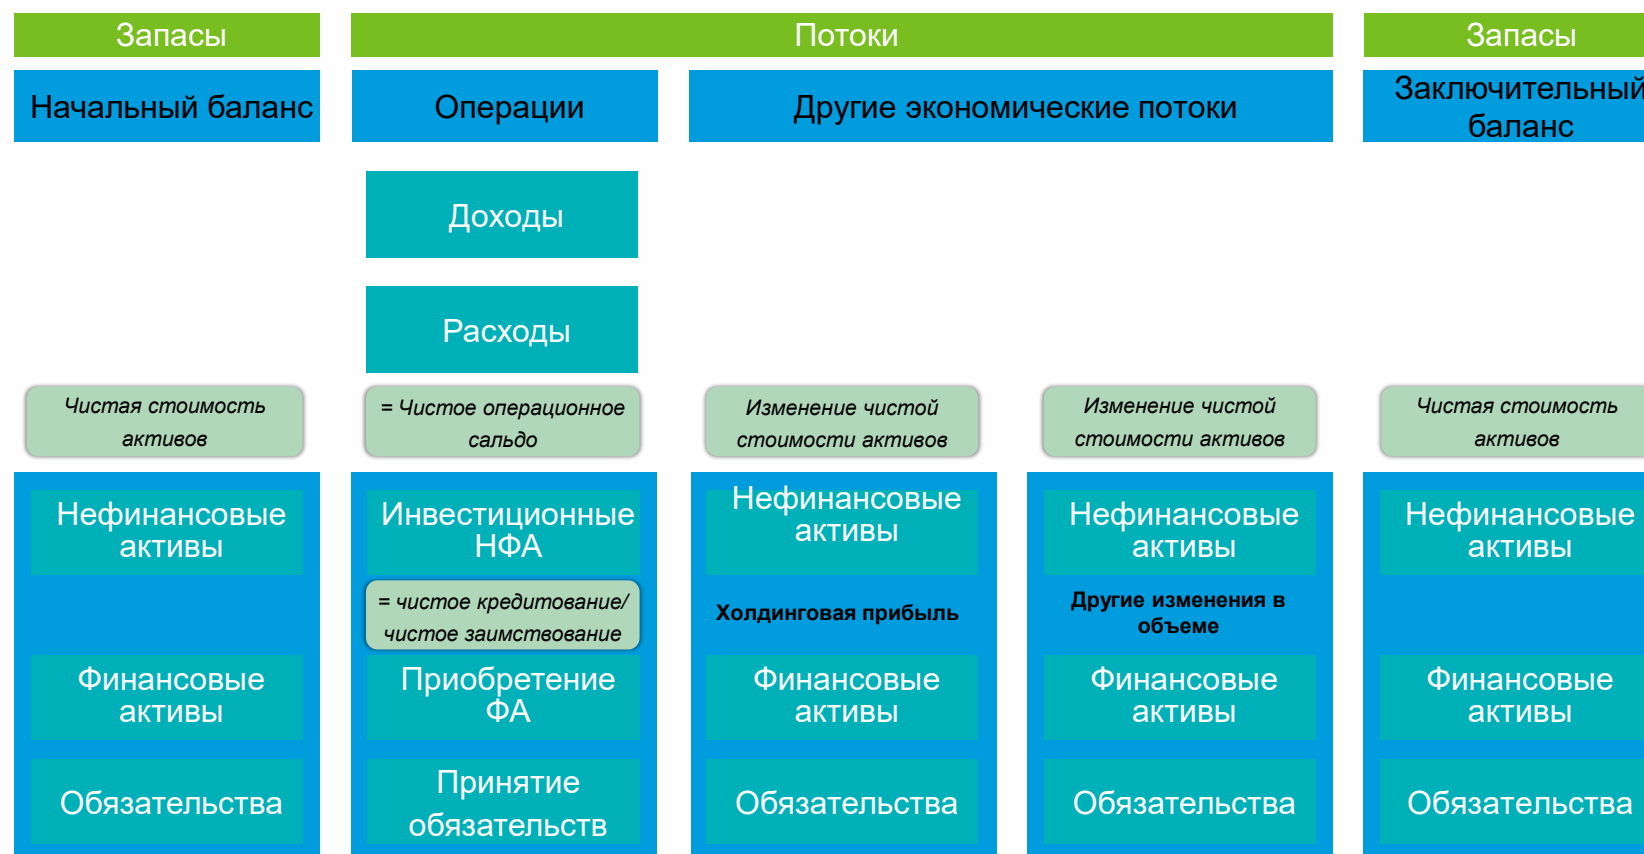 Запасы
Потоки
Запасы
Начальный баланс
Операции
Другие экономические потоки
Заключительный
баланс
Доходы
Расходы
Чистая стоимость
активов
= Чистое операционное
сальдо
Изменение чистой
стоимости активов
Изменение чистой
стоимости активов
Чистая стоимость
активов
Нефинансовые
активы
Инвестиционные
НФА
Нефинансовые
активы
Нефинансовые
активы
Нефинансовые
активы
= чистое кредитование/
чистое заимствование
Холдинговая прибыль
Другие изменения в
объеме
Финансовые
активы
Приобретение
ФА
Финансовые
активы
Финансовые
активы
Финансовые
активы
Обязательства
Принятие
обязательств
Обязательства
Обязательства
Обязательства